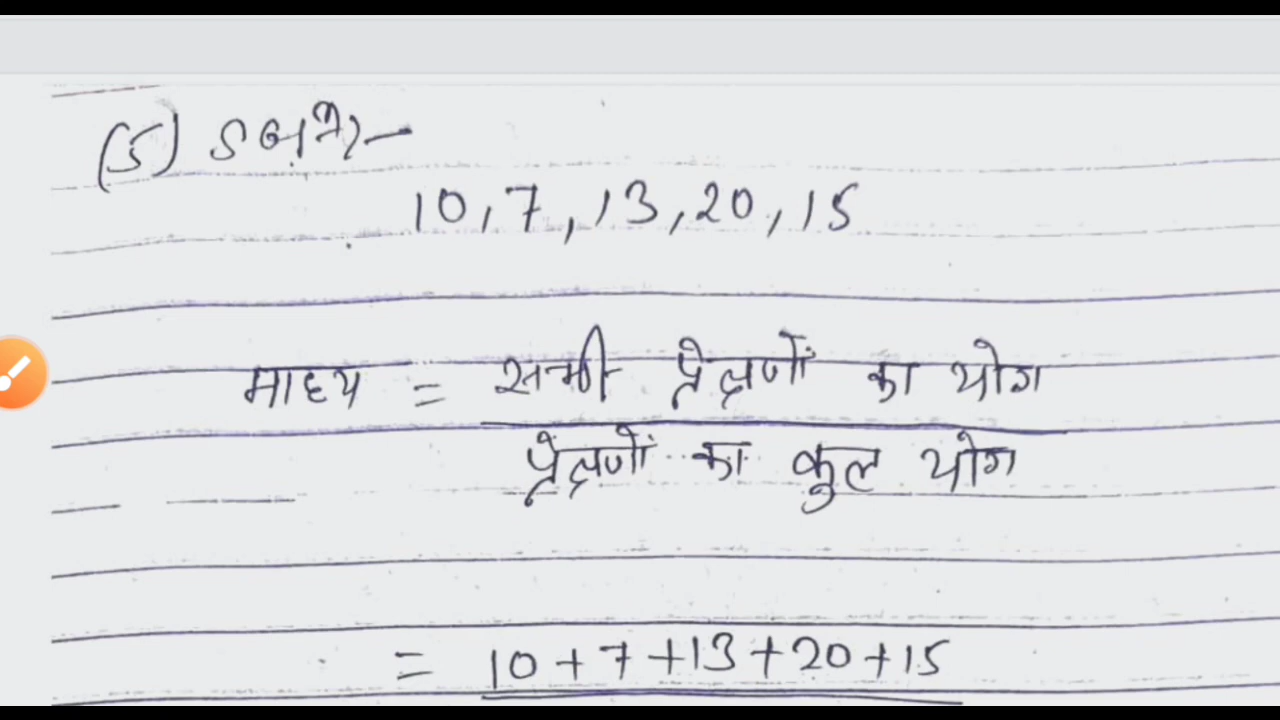 (5) उत्तर:-
10, 7, 13, 20, 15
माध्य = सभी प्रेक्षणों का योग
प्रेक्षणों का कुल योग
= 10 + 7 + 13 + 20 + 15